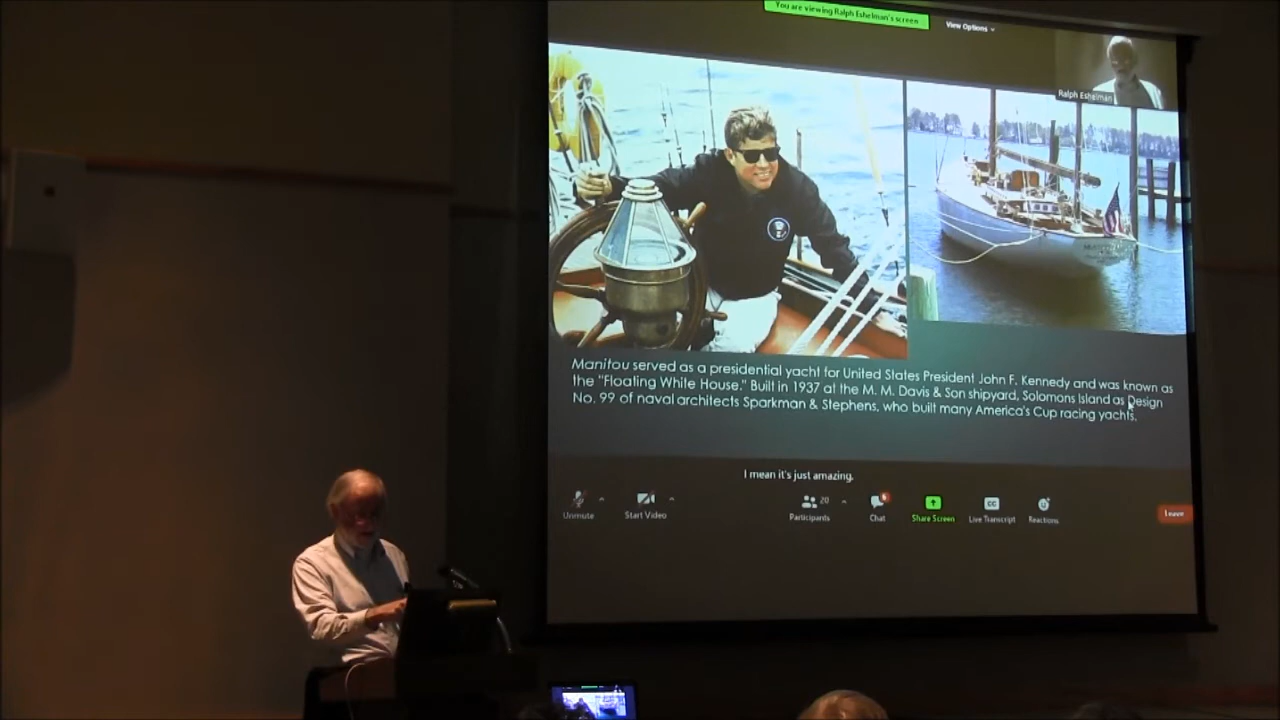 You are viewing Ralph Eshelman's screen
View Options
Ralph Eshelman
Manitou served as a presidential yacht for United States President John F. Kennedy and was known as
the "Floating White House." Built in 1937 at the M. M. Davis & Son shipyard, Solomons Island as Design
No. 99 of naval architects Sparkman & Stephens, who built many America's Cup racing yachts.
I mean it's just amazing.
Unmute
Start Video
20
Participants
Chat
Share Screen
CC
Live Transcript
Reactions
Leave